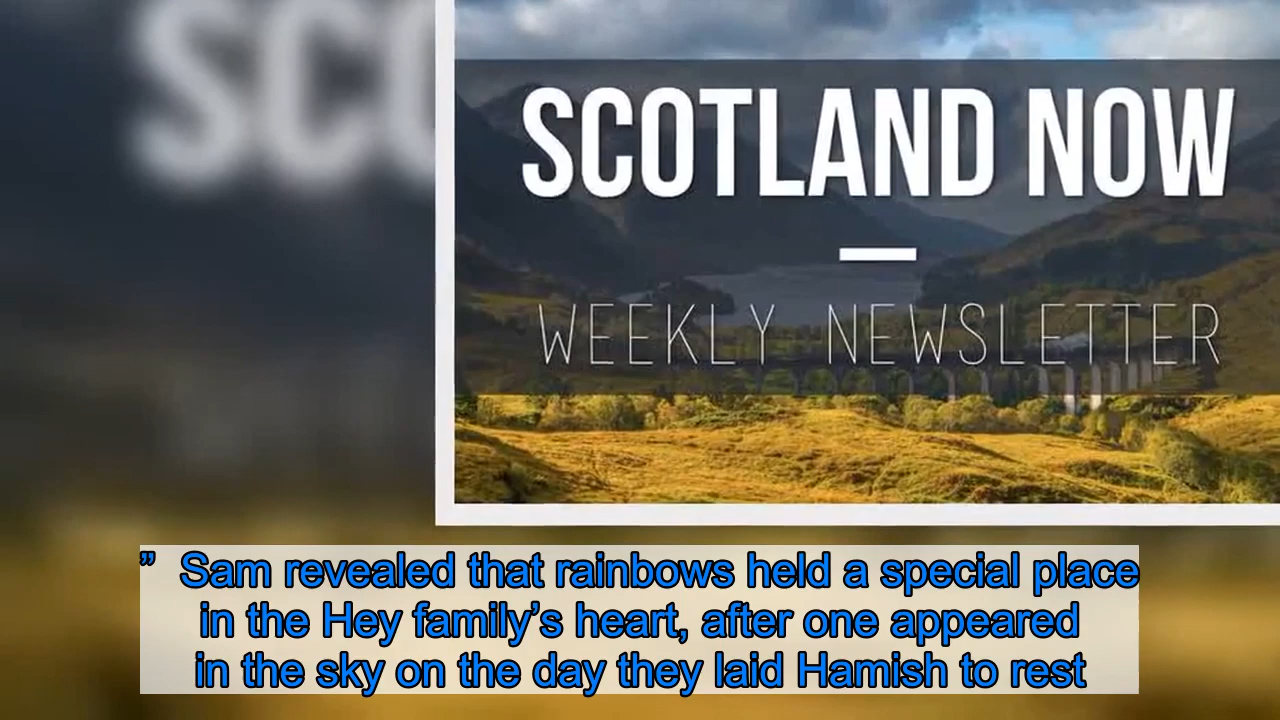 SCO
SCOTLAND NOW
WEEKLY NEWSLETTER
” Sam revealed that rainbows held a special place
in the Hey family’s heart, after one appeared
in the sky on the day they laid Hamish to rest